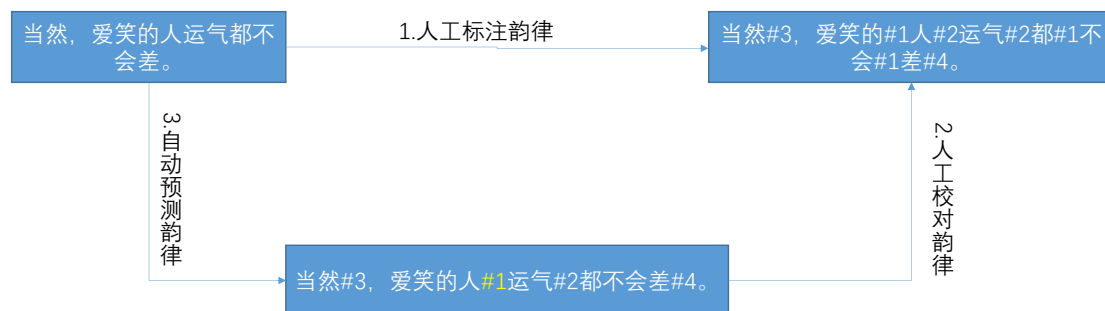 当然，爱笑的人运气都不
会差。
1.人工标注韵律
当然#3，爱笑的#1人#2运气#2都#1不
会#1差#4。
3.自动预测韵律
2.人工校对韵律
当然#3，爱笑的人#1运气#2都不会差#4。